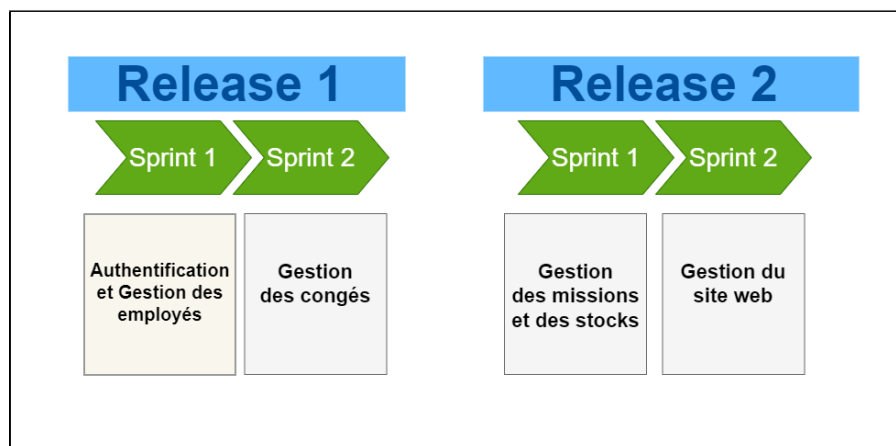 Release 1
Release 2
Sprint 1
Sprint 2
Sprint 1
Sprint 2
Authentification
et Gestion des
employés
Gestion
des congés
Gestion
des missions
et des stocks
Gestion du
site web